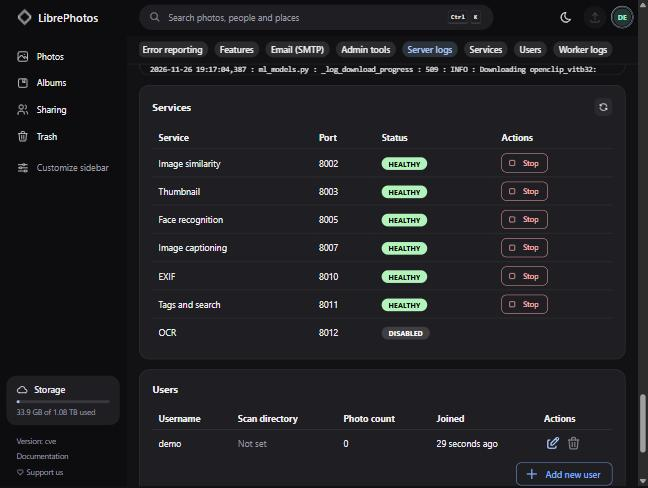 LibrePhotos
Search photos, people and places
Ctrl K
DE
Photos
Albums
Sharing
Trash
Customize sidebar
Error reporting Features Email (SMTP) Admin tools Server logs Services Users Worker logs
2026-11-26 19:17:04,387 : ml_models.py : _log_download_progress : 509 : INFO : Downloading openclip_vitb32:
Services
Service Port Status Actions
Image similarity 8002 HEALTHY Stop
Thumbnail 8003 HEALTHY Stop
Face recognition 8005 HEALTHY Stop
Image captioning 8007 HEALTHY Stop
EXIF 8010 HEALTHY Stop
Tags and search 8011 HEALTHY Stop
OCR 8012 DISABLED
Users
Username Scan directory Photo count Joined Actions
demo Not set 0 29 seconds ago
Add new user
Storage
33.9 GB of 1.08 TB used
Version: cve
Documentation
Support us